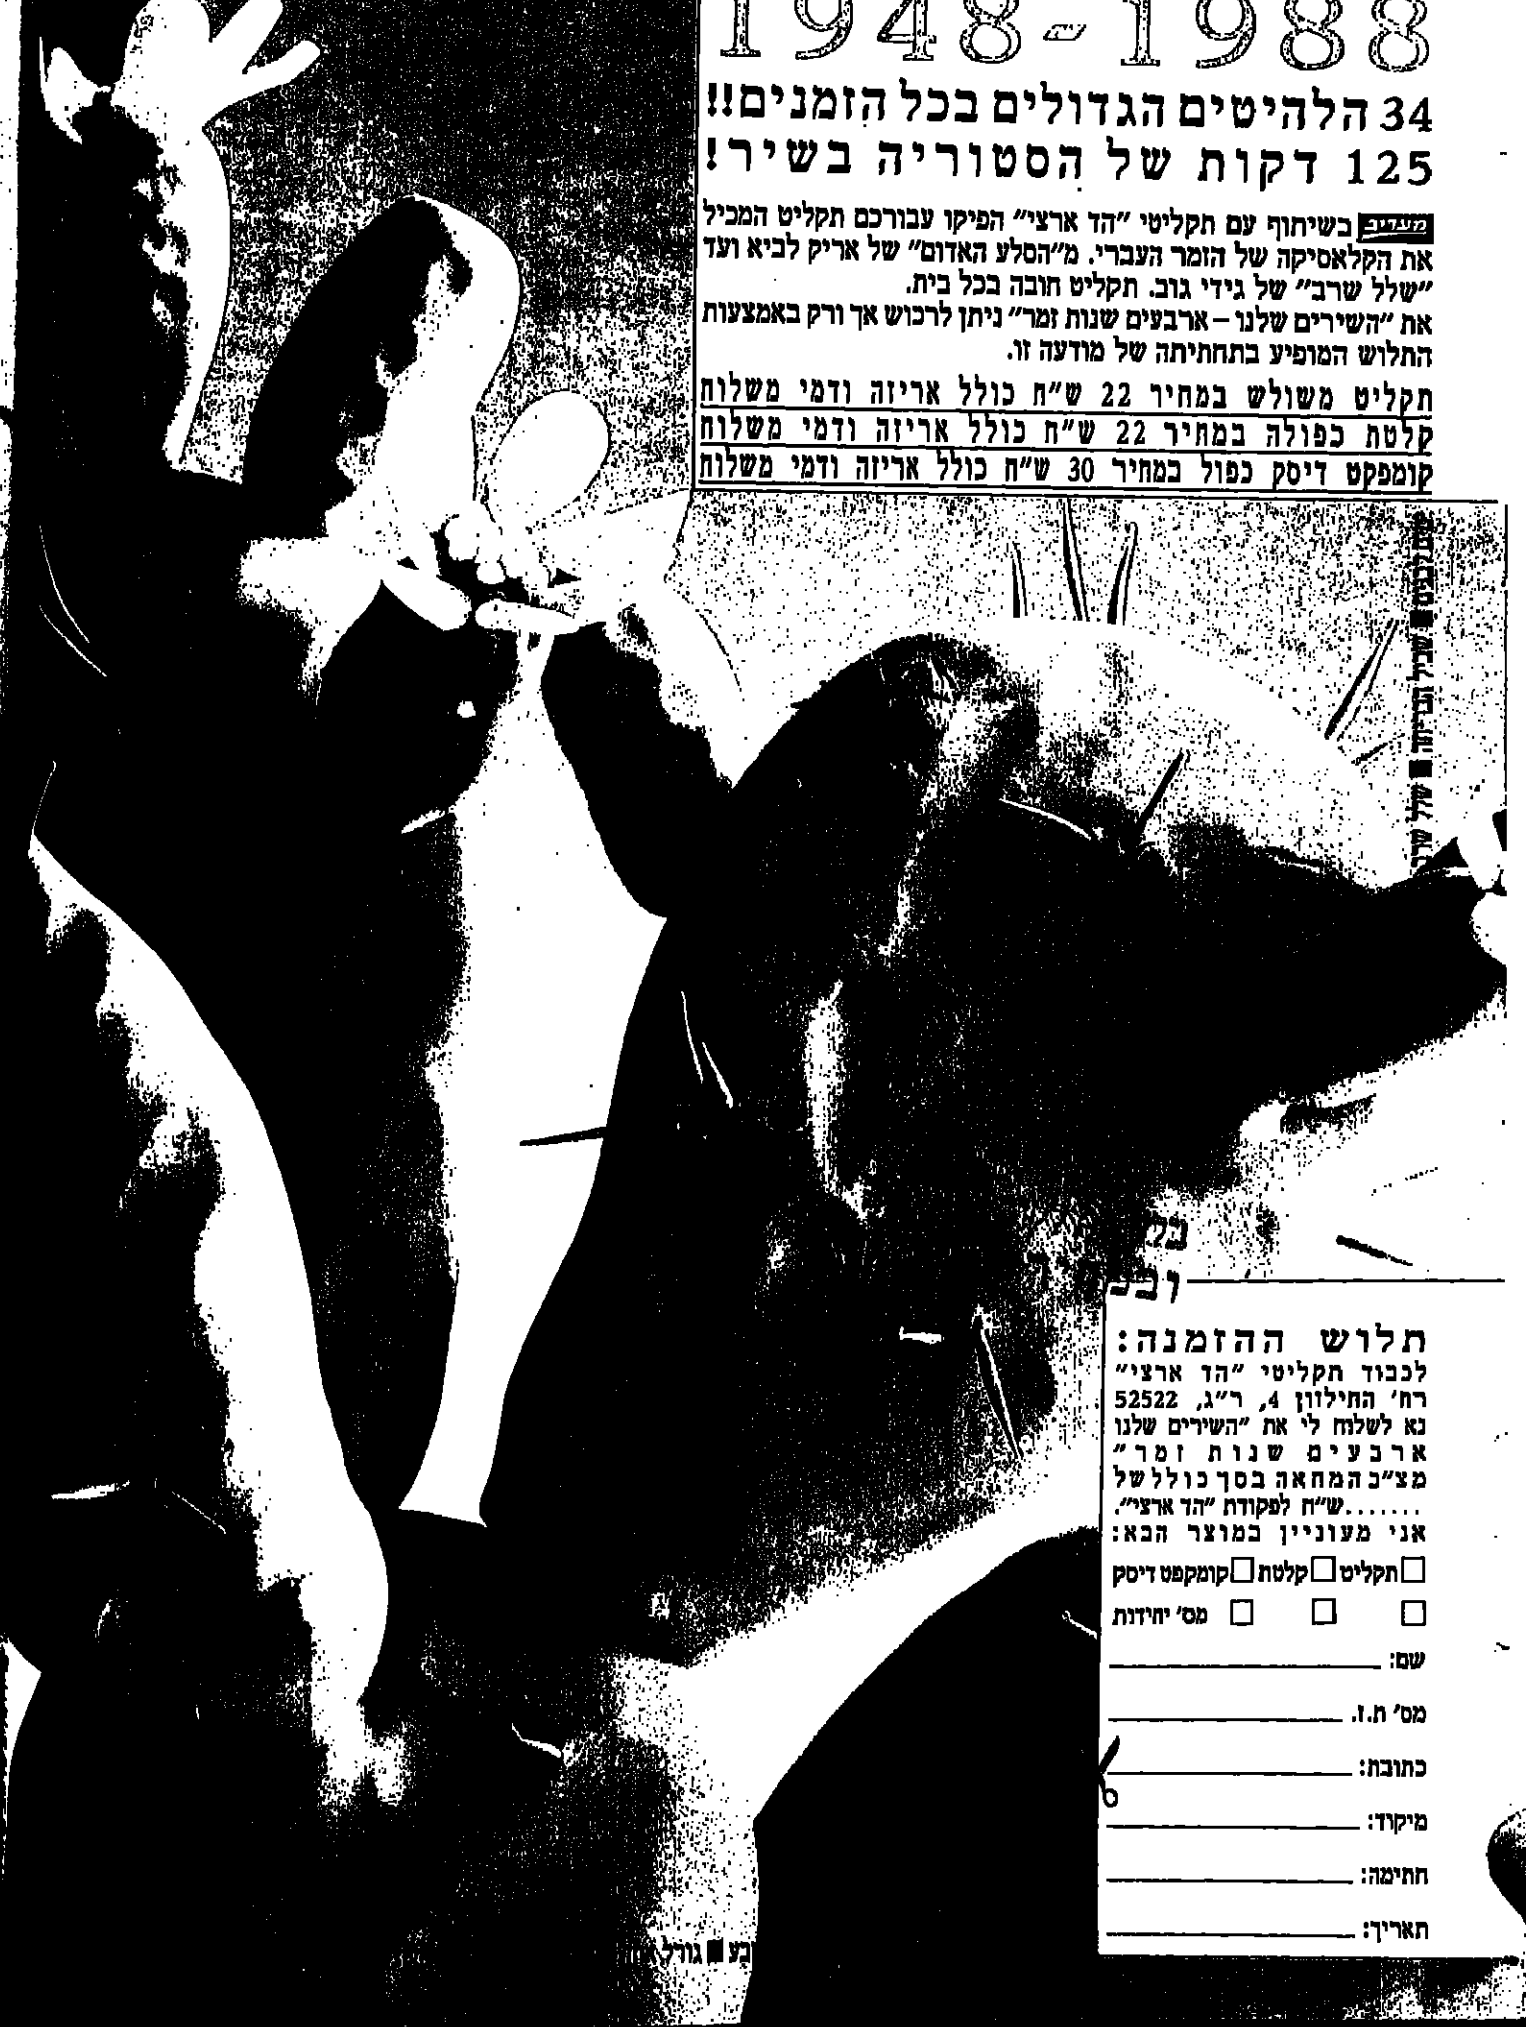 1948-1988
34 הלהיטים הגדולים בכל הזמנים!!
125 דקות של הסטוריה בשיר!
מעריב בשיתוף עם תקליטי "הד ארצי" הפיקו עבורכם תקליט המכיל
את הקלאסיקה של הזמר העברי. מ"הסלע האדום" של אריק לביא ועד
"שלל שרב" של גידי גוב. תקליט חובה בכל בית.
את "השירים שלנו – ארבעים שנות זמר" ניתן לרכוש אך ורק באמצעות
התלוש המופיע בתחתיתה של מודעה זו.
תקליט משולש במחיר 22 ש"ח כולל אריזה ודמי משלוח
קלטת כפולה במחיר 22 ש"ח כולל אריזה ודמי משלוח
קומפקט דיסק כפול במחיר 30 ש"ח כולל אריזה ודמי משלוח
■ שלל שרב
תלוש ההזמנה:
לכבוד תקליטי "הד ארצי"
רח' החילזון 4, ר"ג, 52522
נא לשלוח לי את "השירים שלנו
ארבעים שנות זמר"
מצ"ב המחאה בסך כולל של
.......ש"ח לפקודת "הד ארצי".
אני מעוניין במוצר הבא:
□ תקליט □ קלטת □ קומקפט דיסק
□ □ □ מס' יחידות
שם:
מס' ת.ז.
כתובת:
מיקוד:
חתימה:
תאריך:
■ גורל